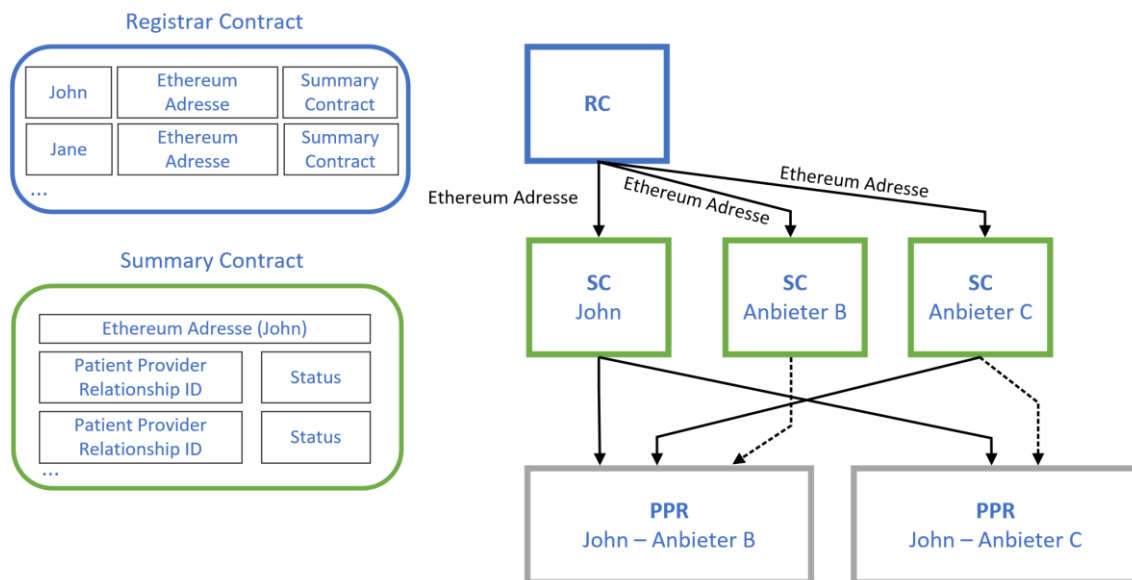 Registrar Contract
John
Ethereum
Adresse
Summary
Contract
Jane
Ethereum
Adresse
Summary
Contract
...
Summary Contract
Ethereum Adresse (John)
Patient Provider
Relationship ID
Status
Patient Provider
Relationship ID
Status
...
RC
Ethereum Adresse
Ethereum Adresse
Ethereum Adresse
SC
John
SC
Anbieter B
SC
Anbieter C
PPR
John – Anbieter B
PPR
John – Anbieter C